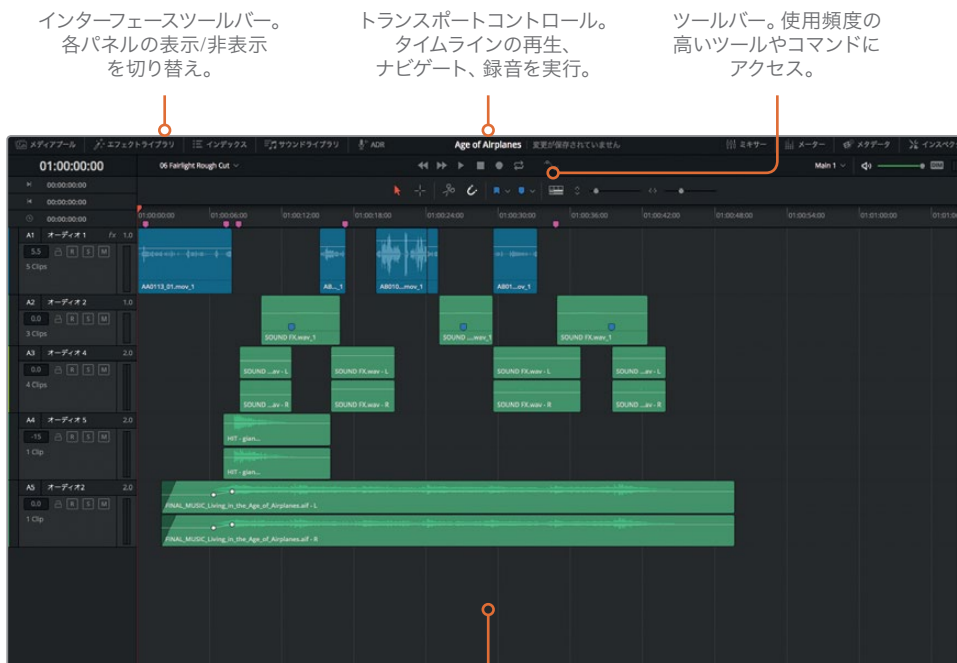 インターフェースツールバー。
各パネルの表示/非表示
を切り替え。
トランスポートコントロール。
タイムラインの再生、
ナビゲート、録音を実行。
ツールバー。使用頻度の
高いツールやコマンドに
アクセス。
メディアプール エフェクトライブラリ インデックス サウンドライブラリ ADR Age of Airplanes 変更が保存されていません ミキサー メーター メタデータ インスペク
01:00:00:00 06 Fairlight Rough Cut Main 1 DIM
00:00:00:00
00:00:00:00
00:00:00:00
01:00:00:00 01:00:06:00 01:00:12:00 01:00:18:00 01:00:24:00 01:00:30:00 01:00:36:00 01:00:42:00 01:00:48:00 01:00:54:00 01:01:00:00 01:01:0
A1 オーディオ 1 fx 1.0
5.5 R S M
5 Clips
AA0113_01.mov_1 AB..._1 AB010...mov_1 AB01...ov_1
A2 オーディオ 2 1.0
0.0 R S M
3 Clips
SOUND FX.wav_1 SOUND ....wav_1 SOUND FX.wav_1
A3 オーディオ 4 2.0
0.0 R S M
4 Clips
SOUND ...av - L SOUND FX.wav - L SOUND FX.wav - L SOUND ...av - L
SOUND ...av - R SOUND FX.wav - R SOUND FX.wav - R SOUND ...av - R
A4 オーディオ 5 2.0
-15 R S M
1 Clip
HIT - gian...
HIT - gian...
A5 オーディオ2 2.0
0.0 R S M
1 Clip
FINAL_MUSIC_Living_in_the_Age_of_Airplanes.aif - L
FINAL_MUSIC_Living_in_the_Age_of_Airplanes.aif - R